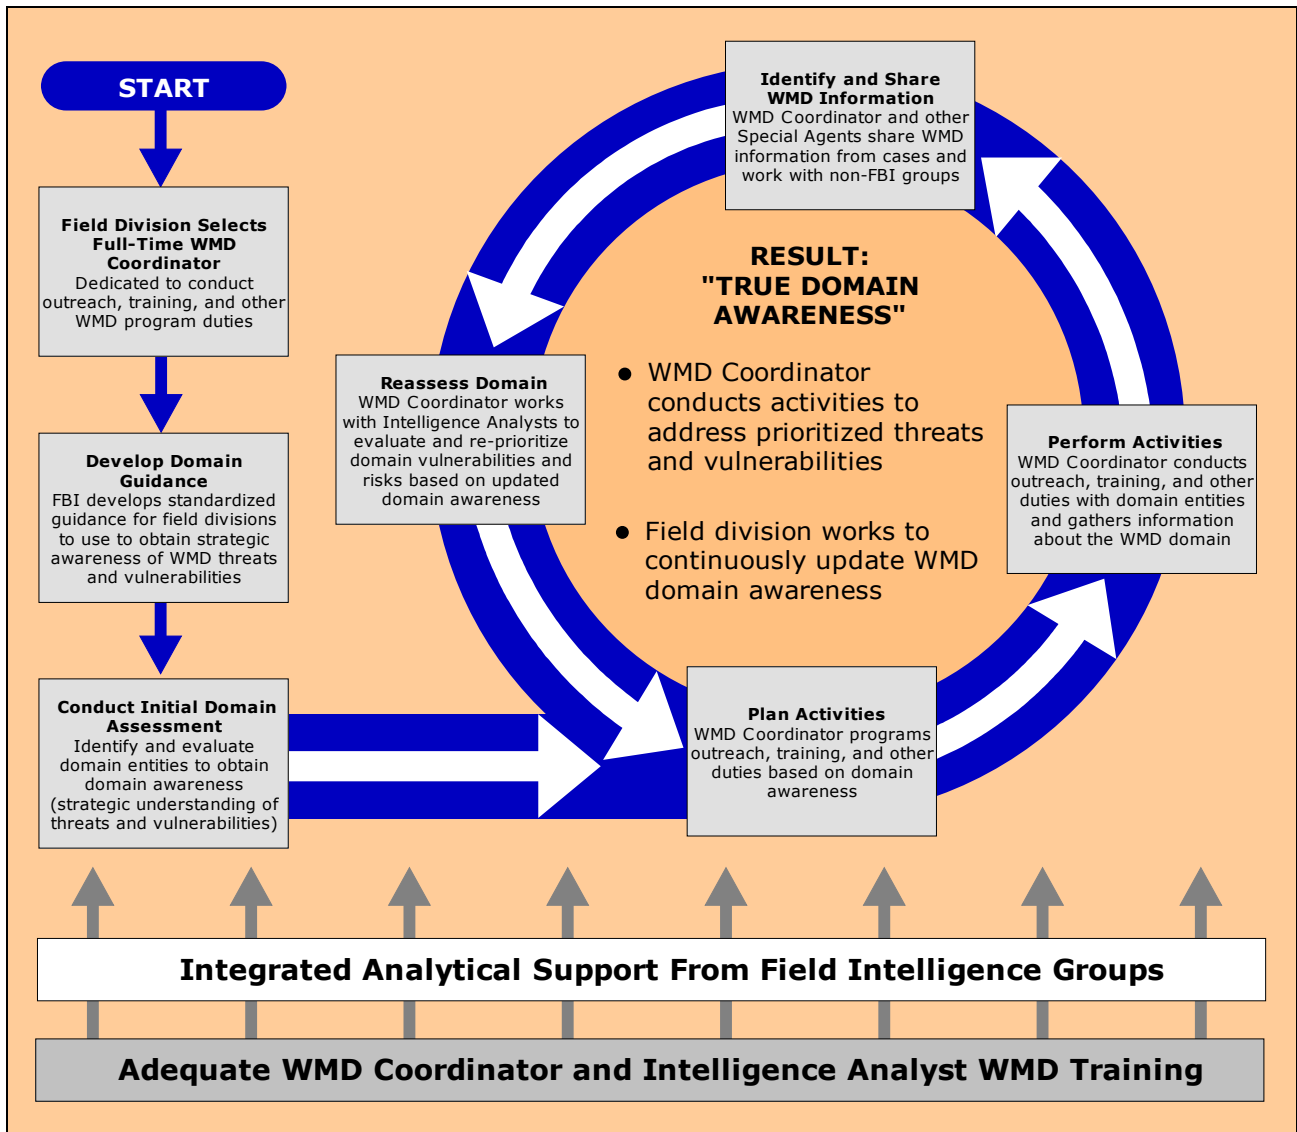 START
Field Division Selects
Full-Time WMD
Coordinator
Dedicated to conduct
outreach, training, and other
WMD program duties
Develop Domain
Guidance
FBI develops standardized
guidance for field divisions
to use to obtain strategic
awareness of WMD threats
and vulnerabilities
Conduct Initial Domain
Assessment
Identify and evaluate
domain entities to obtain
domain awareness
(strategic understanding of
threats and vulnerabilities)
Identify and Share
WMD Information
WMD Coordinator and other
Special Agents share WMD
information from cases and
work with non-FBI groups
Reassess Domain
WMD Coordinator works
with Intelligence Analysts to
evaluate and re-prioritize
domain vulnerabilities and
risks based on updated
domain awareness
RESULT:
"TRUE DOMAIN
AWARENESS"
● WMD Coordinator
conducts activities to
address prioritized threats
and vulnerabilities
● Field division works to
continuously update WMD
domain awareness
Perform Activities
WMD Coordinator conducts
outreach, training, and other
duties with domain entities
and gathers information
about the WMD domain
Plan Activities
WMD Coordinator programs
outreach, training, and other
duties based on domain
awareness
Integrated Analytical Support From Field Intelligence Groups
Adequate WMD Coordinator and Intelligence Analyst WMD Training